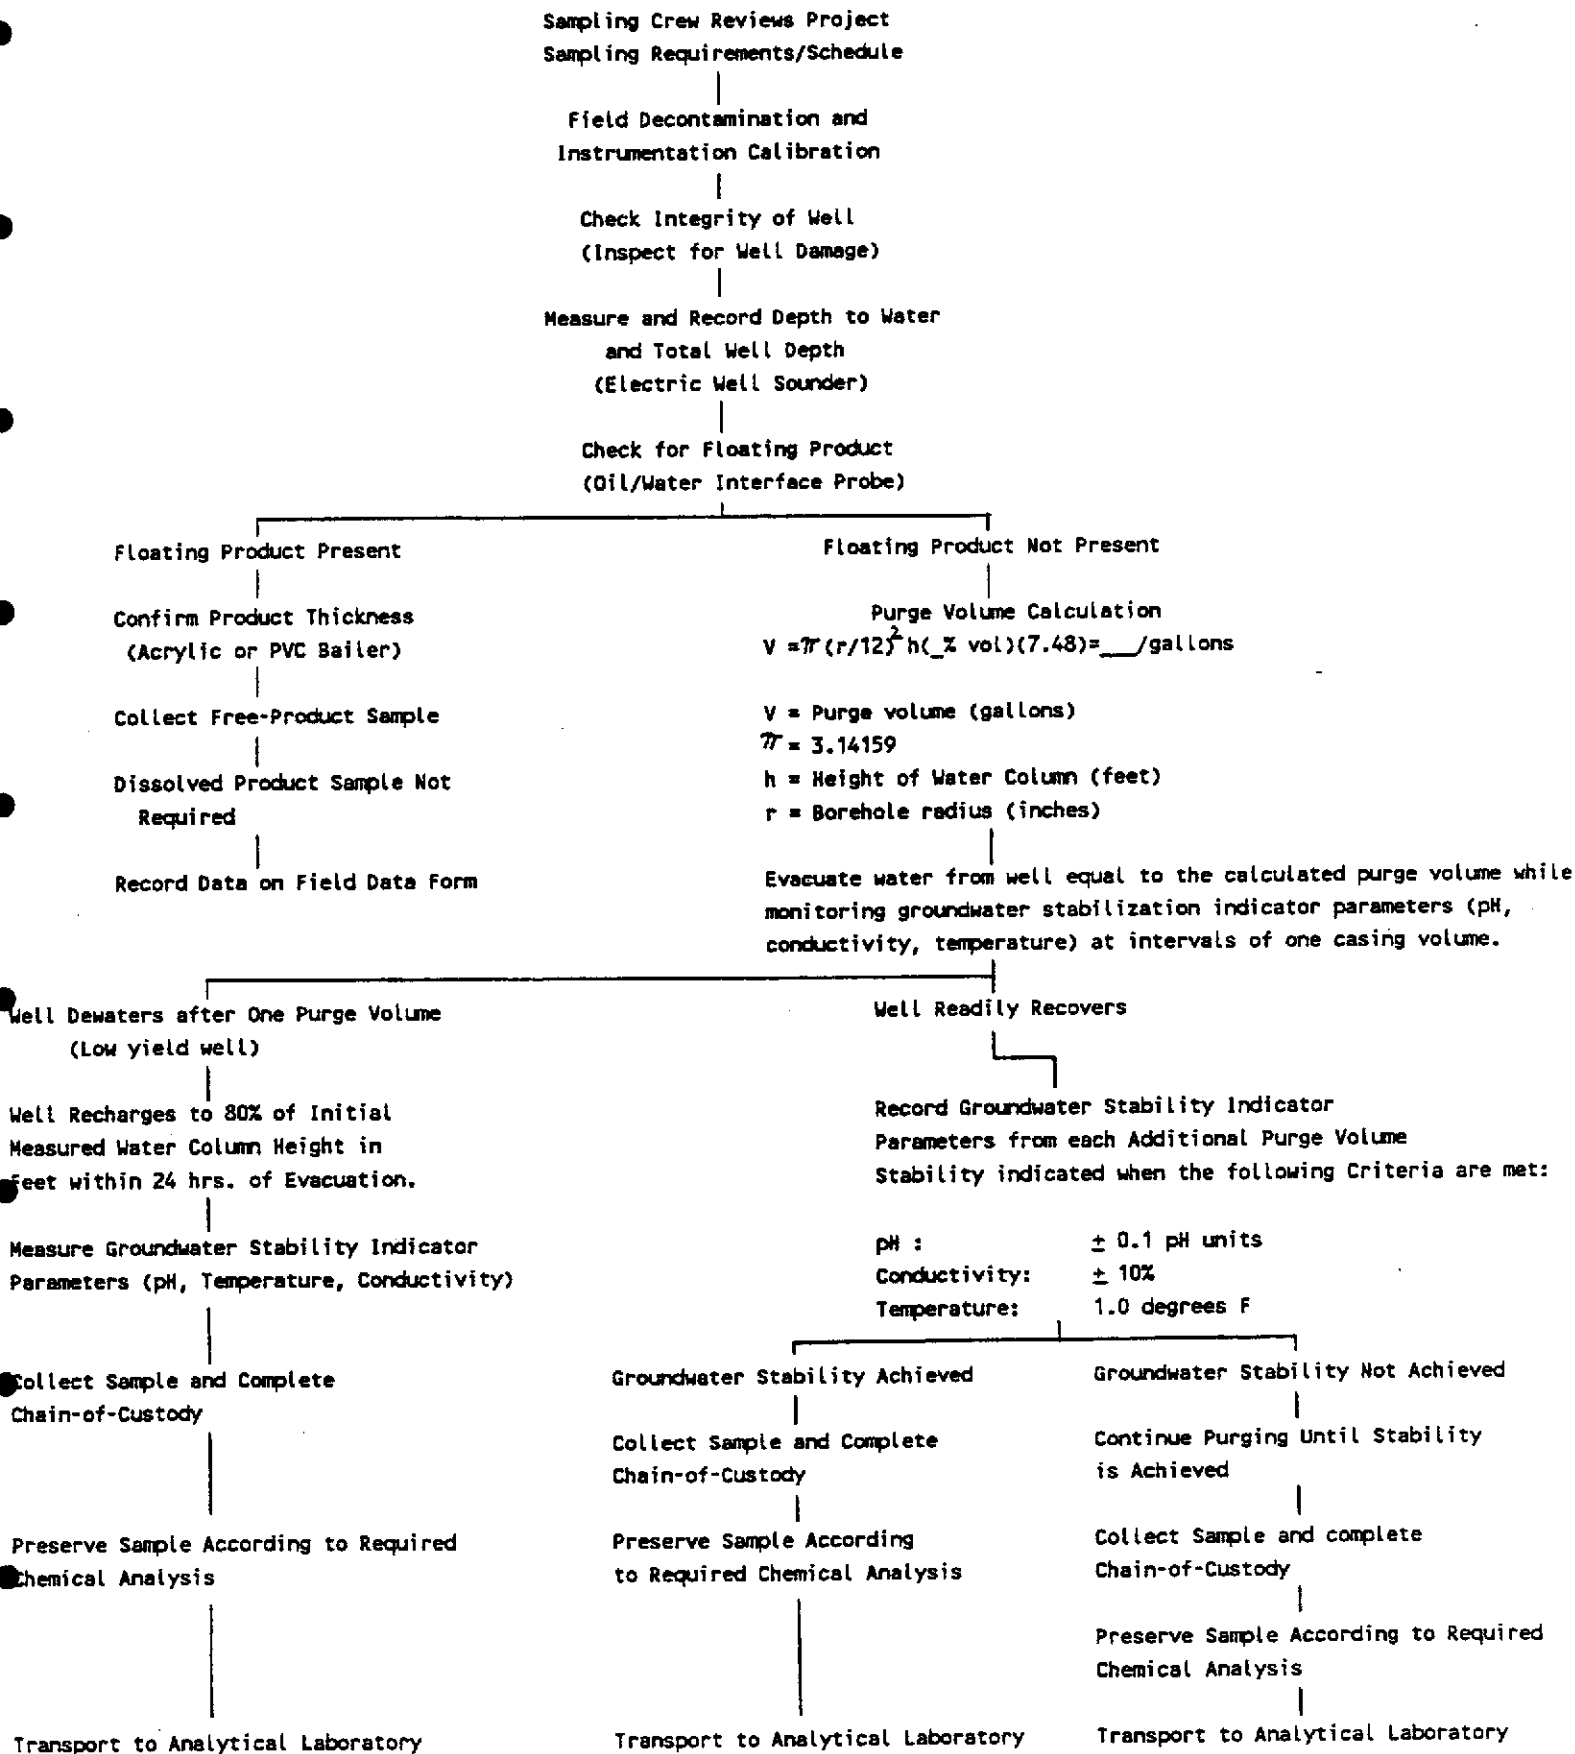 Sampling Crew Reviews Project
Sampling Requirements/Schedule
Field Decontamination and
Instrumentation Calibration
Check Integrity of Well
(Inspect for Well Damage)
Measure and Record Depth to Water
and Total Well Depth
(Electric Well Sounder)
Check for Floating Product
(Oil/Water Interface Probe)
Floating Product Present
Confirm Product Thickness
(Acrylic or PVC Bailer)
Collect Free-Product Sample
Dissolved Product Sample Not
Required
Record Data on Field Data Form
Floating Product Not Present
Purge Volume Calculation
V =π(r/12)² h(_% vol)(7.48)=___/gallons
V = Purge volume (gallons)
π = 3.14159
h = Height of Water Column (feet)
r = Borehole radius (inches)
Evacuate water from well equal to the calculated purge volume while
monitoring groundwater stabilization indicator parameters (pH,
conductivity, temperature) at intervals of one casing volume.
Well Dewaters after One Purge Volume
(Low yield well)
Well Recharges to 80% of Initial
Measured Water Column Height in
feet within 24 hrs. of Evacuation.
Measure Groundwater Stability Indicator
Parameters (pH, Temperature, Conductivity)
Collect Sample and Complete
Chain-of-Custody
Preserve Sample According to Required
Chemical Analysis
Transport to Analytical Laboratory
Well Readily Recovers
Record Groundwater Stability Indicator
Parameters from each Additional Purge Volume
Stability indicated when the following Criteria are met:
pH : ± 0.1 pH units
Conductivity: ± 10%
Temperature: 1.0 degrees F
Groundwater Stability Achieved
Collect Sample and Complete
Chain-of-Custody
Preserve Sample According
to Required Chemical Analysis
Transport to Analytical Laboratory
Groundwater Stability Not Achieved
Continue Purging Until Stability
is Achieved
Collect Sample and complete
Chain-of-Custody
Preserve Sample According to Required
Chemical Analysis
Transport to Analytical Laboratory